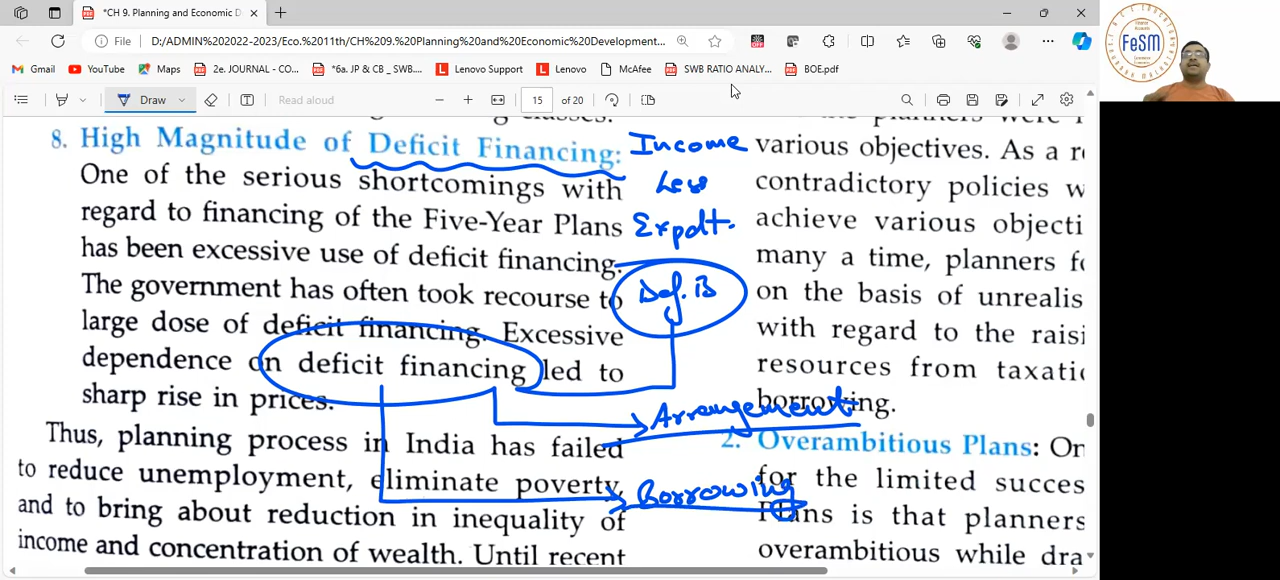 *CH 9. Planning and Economic D
File D:/ADMIN%202022-2023/Eco.%2011th/CH%209.%20Planning%20and%20Economic%20Development...
Gmail YouTube Maps 2e. JOURNAL - CO... *6a. JP & CB _SWB.... Lenovo Support Lenovo McAfee SWB RATIO ANALY... BOE.pdf
Draw Read aloud 15 of 20
FeSM
8. High Magnitude of Deficit Financing:
One of the serious shortcomings with
regard to financing of the Five-Year Plans
has been excessive use of deficit financing.
The government has often took recourse to
large dose of deficit financing. Excessive
dependence on deficit financing led to
sharp rise in prices.
Thus, planning process in India has failed
to reduce unemployment, eliminate poverty,
and to bring about reduction in inequality of
income and concentration of wealth. Until recent
Income
Less
Expdt.
Def. B
Arrangement
Borrowing
various objectives. As a re
contradictory policies w
achieve various objecti
many a time, planners fo
on the basis of unrealis
with regard to the raisi
resources from taxatic
borrowing.
2. Overambitious Plans: On
for the limited succes
Plans is that planners
overambitious while dra